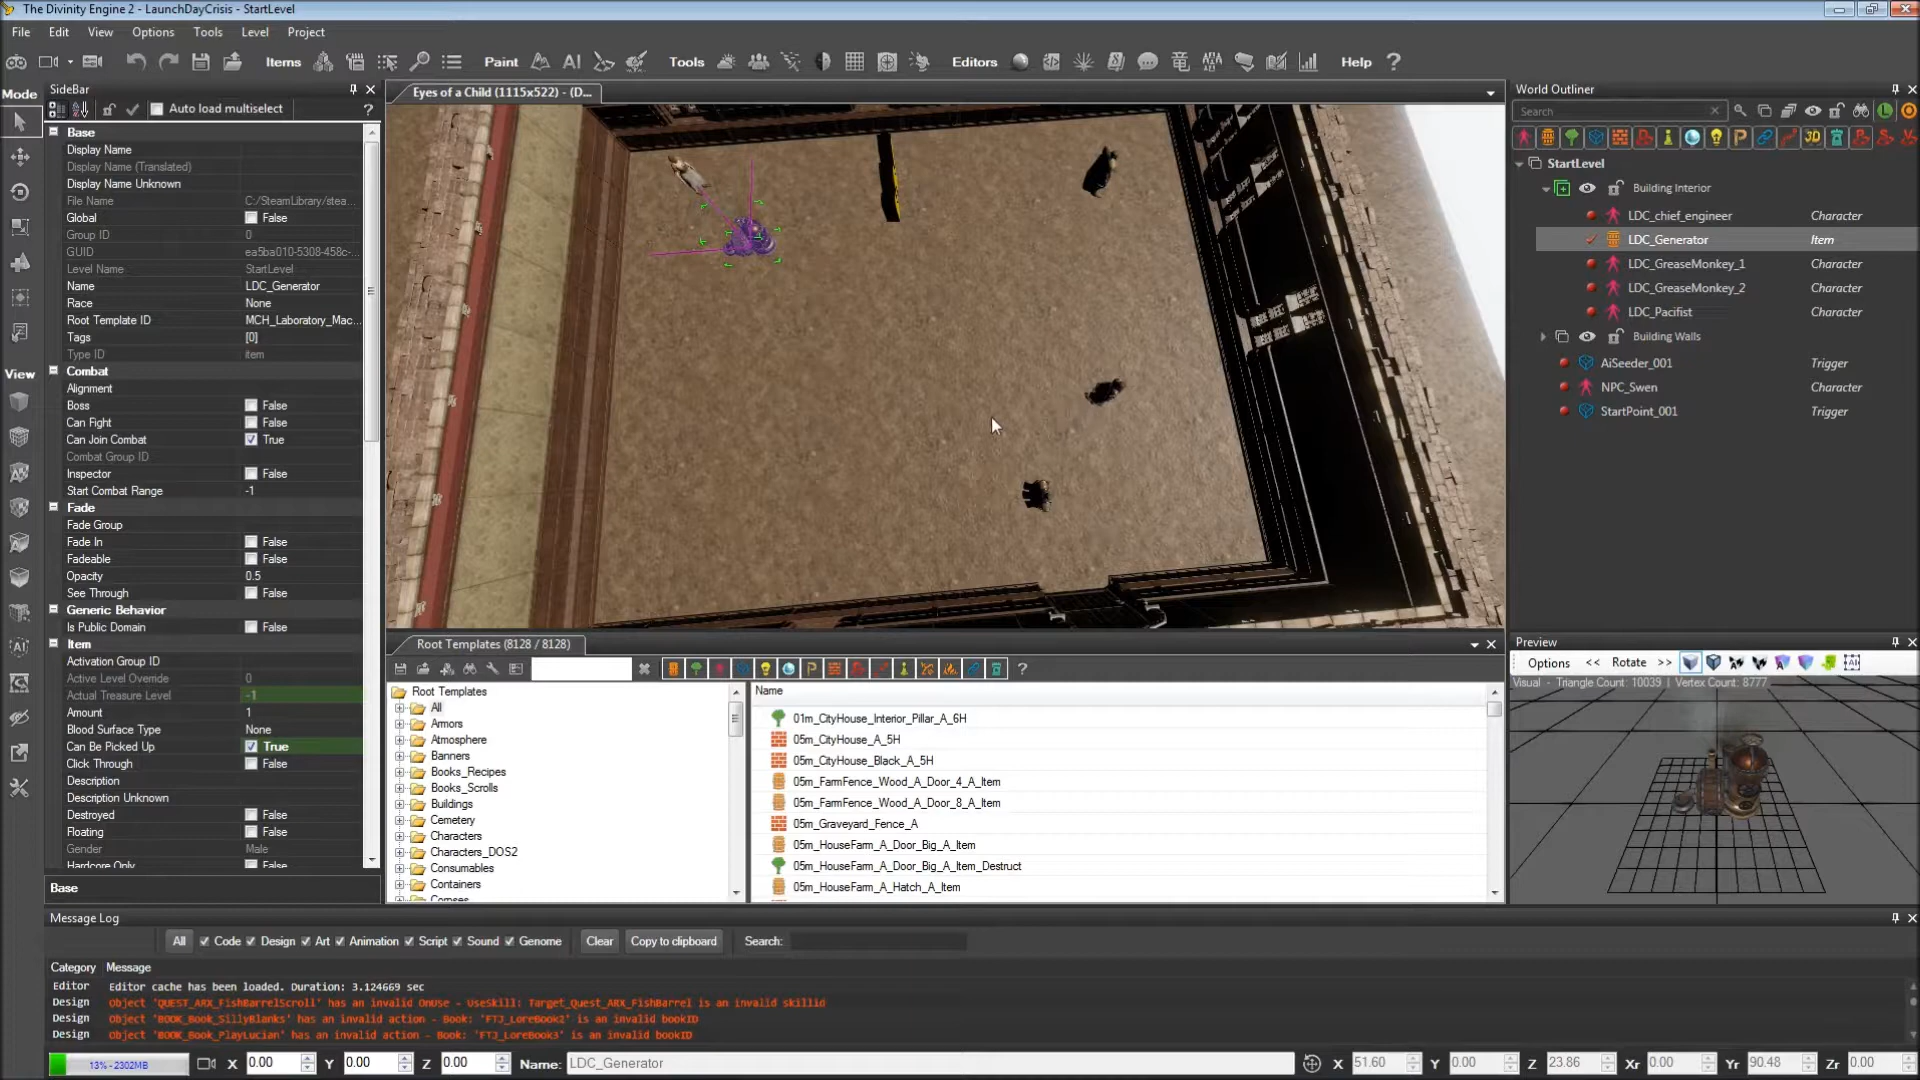 The Divinity Engine 2 - LaunchDayCrisis - StartLevel
File Edit View Options Tools Level Project
Items Paint AI Tools Editors Help ?
Mode
SideBar
Auto load multiselect ?
Base
Display Name
Display Name (Translated)
Display Name Unknown
File Name C:/SteamLibrary/stea...
Global False
Group ID 0
GUID ea5ba010-5308-458c-...
Level Name StartLevel
Name LDC_Generator
Race None
Root Template ID MCH_Laboratory_Mac...
Tags [0]
Type ID item
View
Combat
Alignment
Boss False
Can Fight False
Can Join Combat True
Combat Group ID
Inspector False
Start Combat Range -1
Fade
Fade Group
Fade In False
Fadeable False
Opacity 0.5
See Through False
Generic Behavior
Is Public Domain False
Item
Activation Group ID
Active Level Override 0
Actual Treasure Level -1
Amount 1
Blood Surface Type None
Can Be Picked Up True
Click Through False
Description
Description Unknown
Destroyed False
Floating False
Gender Male
Hardcore Only False
Base
Eyes of a Child (1115x522) - (D...
World Outliner
Search
StartLevel
Building Interior
LDC_chief_engineer Character
LDC_Generator Item
LDC_GreaseMonkey_1 Character
LDC_GreaseMonkey_2 Character
LDC_Pacifist Character
Building Walls
AiSeeder_001 Trigger
NPC_Swen Character
StartPoint_001 Trigger
Root Templates (8128 / 8128)
Root Templates
All
Armors
Atmosphere
Banners
Books_Recipes
Books_Scrolls
Buildings
Cemetery
Characters
Characters_DOS2
Consumables
Containers
Corpses
Name
01m_CityHouse_Interior_Pillar_A_6H
05m_CityHouse_A_5H
05m_CityHouse_Black_A_5H
05m_FarmFence_Wood_A_Door_4_A_Item
05m_FarmFence_Wood_A_Door_8_A_Item
05m_Graveyard_Fence_A
05m_HouseFarm_A_Door_Big_A_Item
05m_HouseFarm_A_Door_Big_A_Item_Destruct
05m_HouseFarm_A_Hatch_A_Item
Preview
Options << Rotate >>
Visual - Triangle Count: 10039 | Vertex Count: 8777
Message Log
All Code Design Art Animation Script Sound Genome Clear Copy to clipboard Search:
Category Message
Editor Editor cache has been loaded. Duration: 3.124669 sec
Design Object 'QUEST_ARX_FishBarrelScroll' has an invalid OnUse - UseSkill: Target_Quest_ARX_FishBarrel is an invalid skillid
Design Object 'BOOK_Book_SillyBlanks' has an invalid action - Book: 'FTJ_LoreBook2' is an invalid bookID
Design Object 'BOOK_Book_PlayLucian' has an invalid action - Book: 'FTJ_LoreBook3' is an invalid bookID
13% - 2302MB X 0.00 Y 0.00 Z 0.00 Name: LDC_Generator X 51.60 Y 0.00 Z 23.86 Xr 0.00 Yr 90.48 Zr 0.00